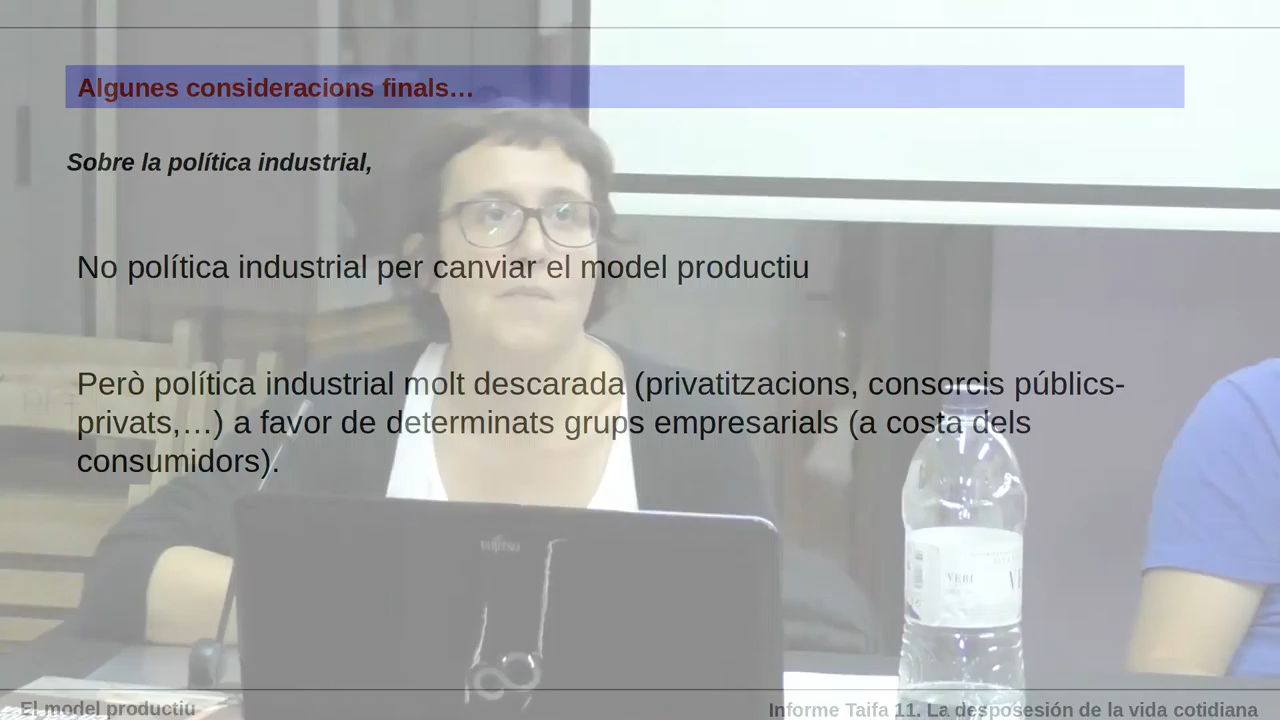 Algunes consideracions finals…
Sobre la política industrial,
No política industrial per canviar el model productiu
Però política industrial molt descarada (privatitzacions, consorcis públics-
privats,…) a favor de determinats grups empresarials (a costa dels
consumidors).
FUJITSU
VERI
El model productiu
Informe Taifa 11. La desposesión de la vida cotidiana